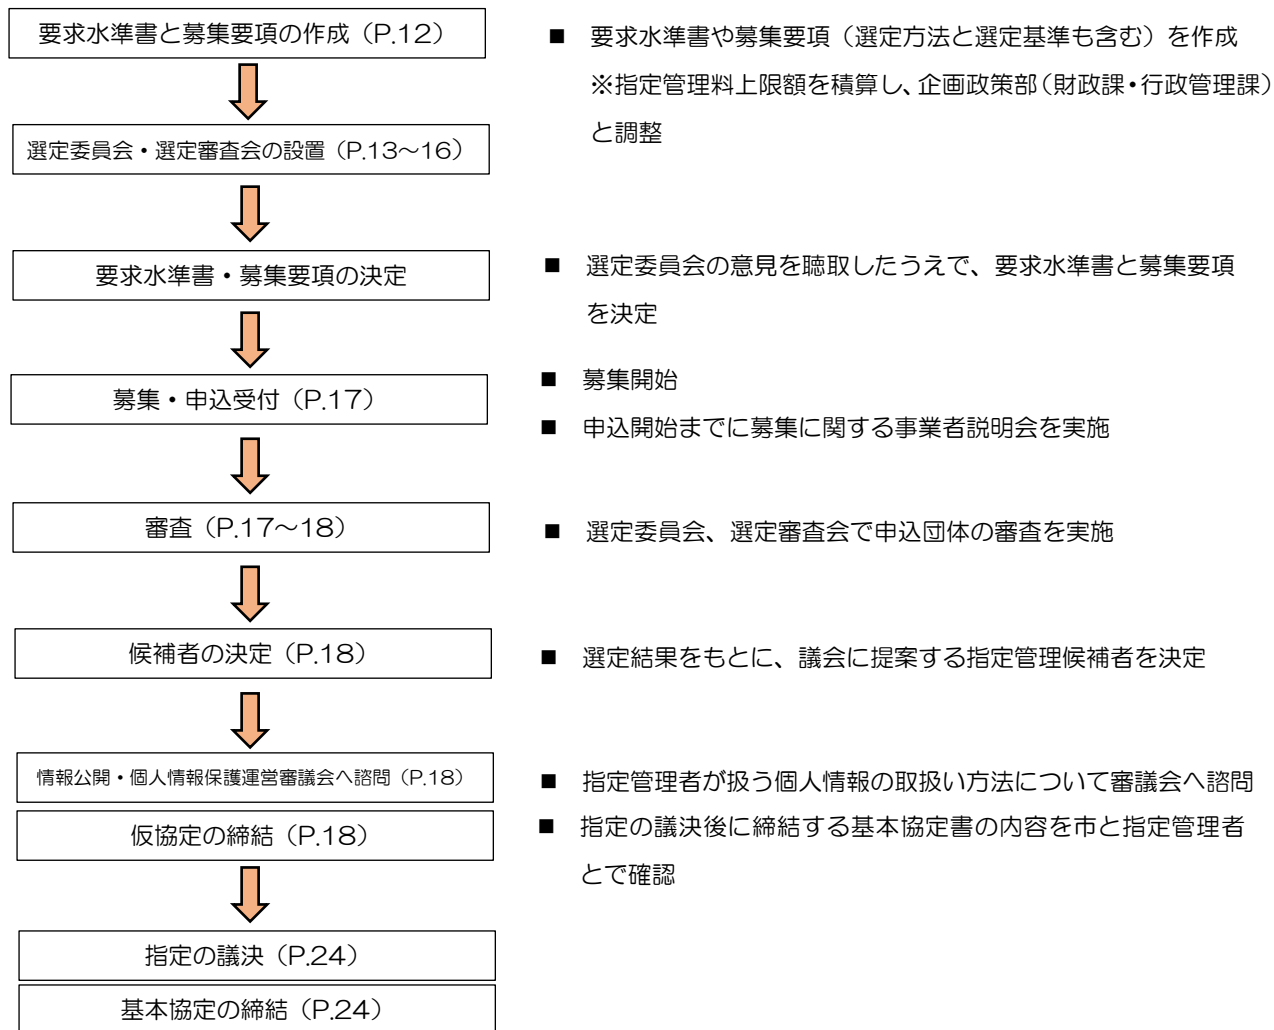 要求水準書と募集要項の作成（P.12）
■ 要求水準書や募集要項（選定方法と選定基準も含む）を作成
※指定管理料上限額を積算し、企画政策部（財政課・行政管理課）
と調整
選定委員会・選定審査会の設置（P.13～16）
要求水準書・募集要項の決定
■ 選定委員会の意見を聴取したうえで、要求水準書と募集要項
を決定
募集・申込受付（P.17）
■ 募集開始
■ 申込開始までに募集に関する事業者説明会を実施
審査（P.17～18）
■ 選定委員会、選定審査会で申込団体の審査を実施
候補者の決定（P.18）
■ 選定結果をもとに、議会に提案する指定管理候補者を決定
情報公開・個人情報保護運営審議会へ諮問（P.18）
■ 指定管理者が扱う個人情報の取扱い方法について審議会へ諮問
仮協定の締結（P.18）
■ 指定の議決後に締結する基本協定書の内容を市と指定管理者
とで確認
指定の議決（P.24）
基本協定の締結（P.24）